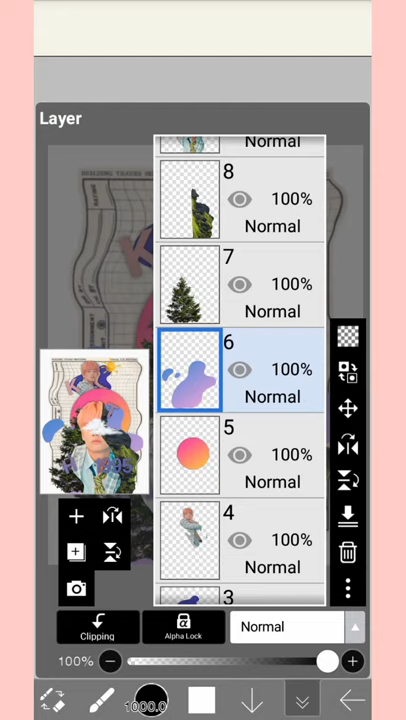 Layer
Normal
8
100%
Normal
7
100%
Normal
6
100%
Normal
5
100%
Normal
4
100%
Normal
3
Clipping
Alpha Lock
Normal
100%
1000.0